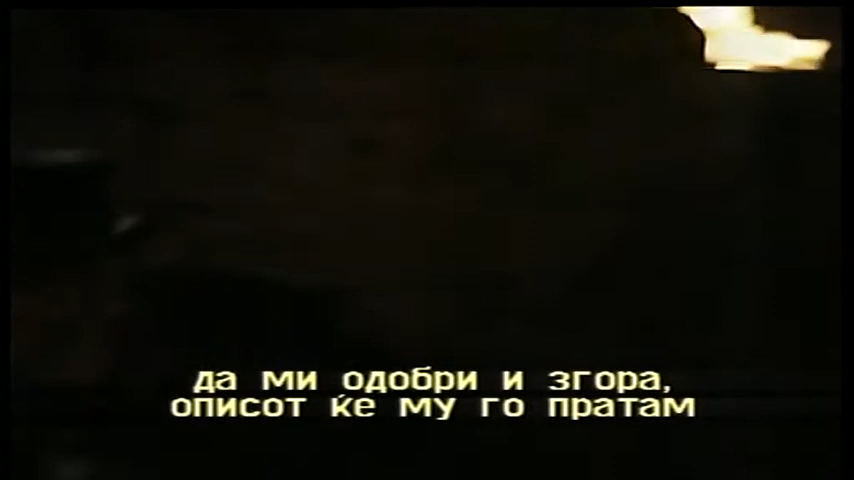 да ми одобри и згора,
описот ќе му го пратам